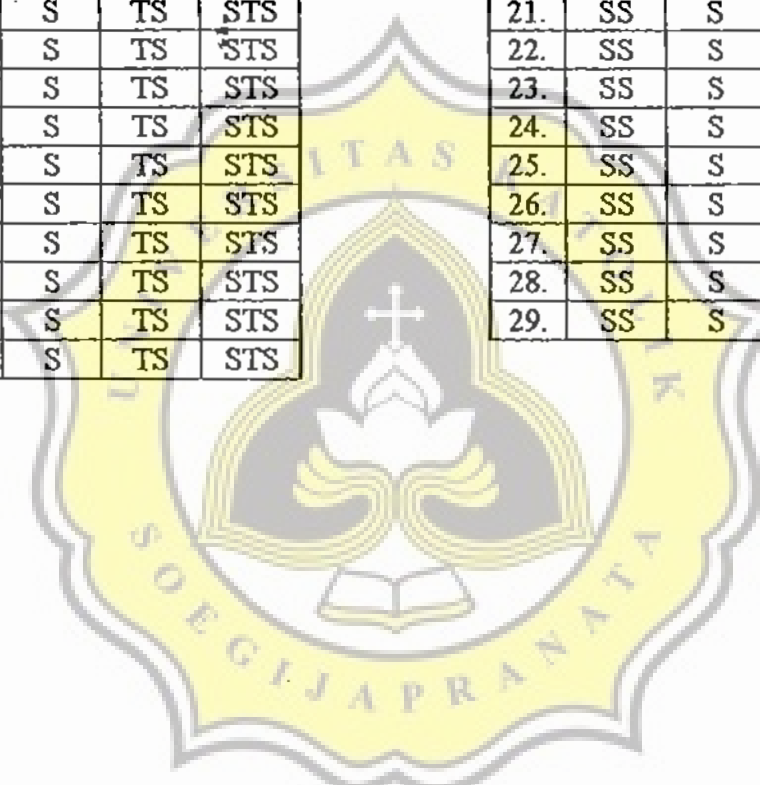 S TS STS 21. SS S
S TS STS 22. SS S
S TS STS 23. SS S
S TS STS 24. SS S
S TS STS 25. SS S
S TS STS 26. SS S
S TS STS 27. SS S
S TS STS 28. SS S
S TS STS 29. SS S
S TS STS
UNIVERSITAS KATOLIK
SOEGIJAPRANATA